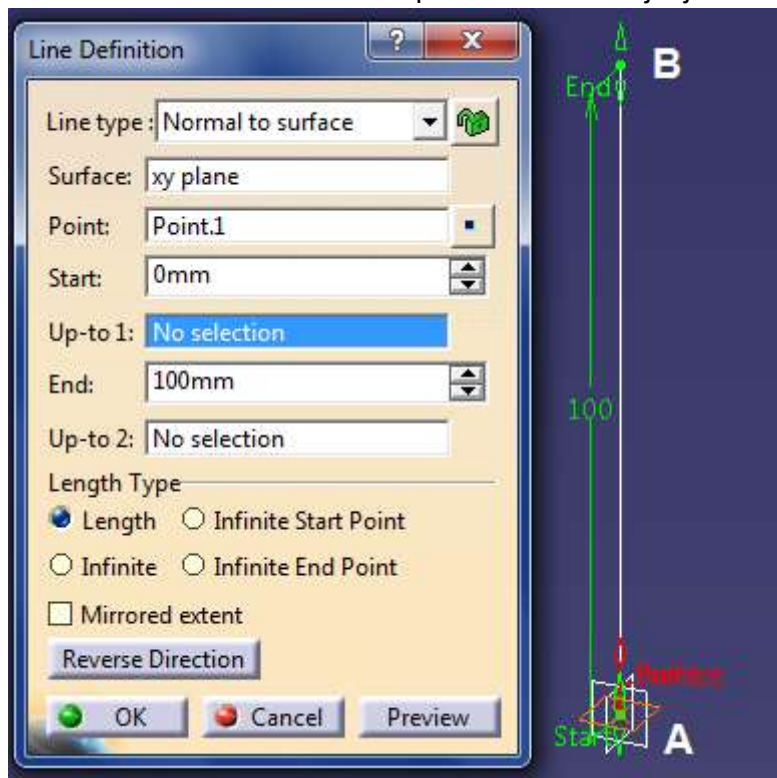 Line Definition
?
Line type : Normal to surface
Surface: xy plane
Point: Point.1
Start: 0mm
Up-to 1: No selection
End: 100mm
Up-to 2: No selection
Length Type
Length Infinite Start Point
Infinite Infinite End Point
Mirrored extent
Reverse Direction
OK Cancel Preview
B
End
100
Start
A